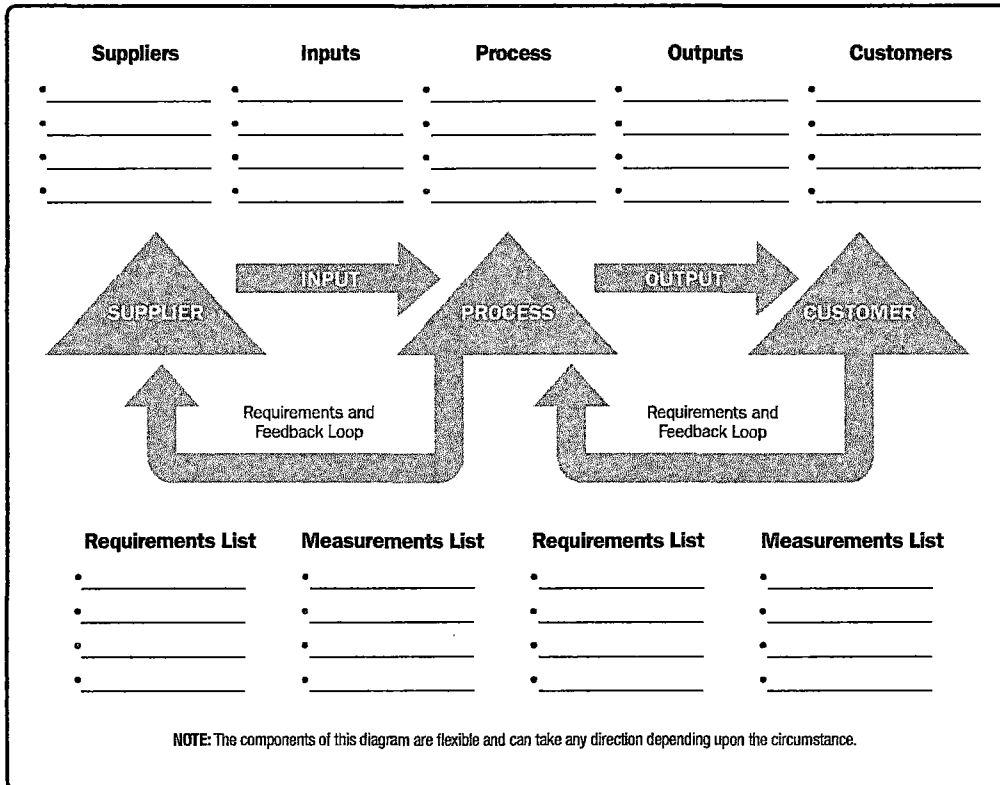 Suppliers Inputs Process Outputs Customers
INPUT OUTPUT
SUPPLIER PROCESS CUSTOMER
Requirements and
Feedback Loop
Requirements and
Feedback Loop
Requirements List Measurements List Requirements List Measurements List
NOTE: The components of this diagram are flexible and can take any direction depending upon the circumstance.